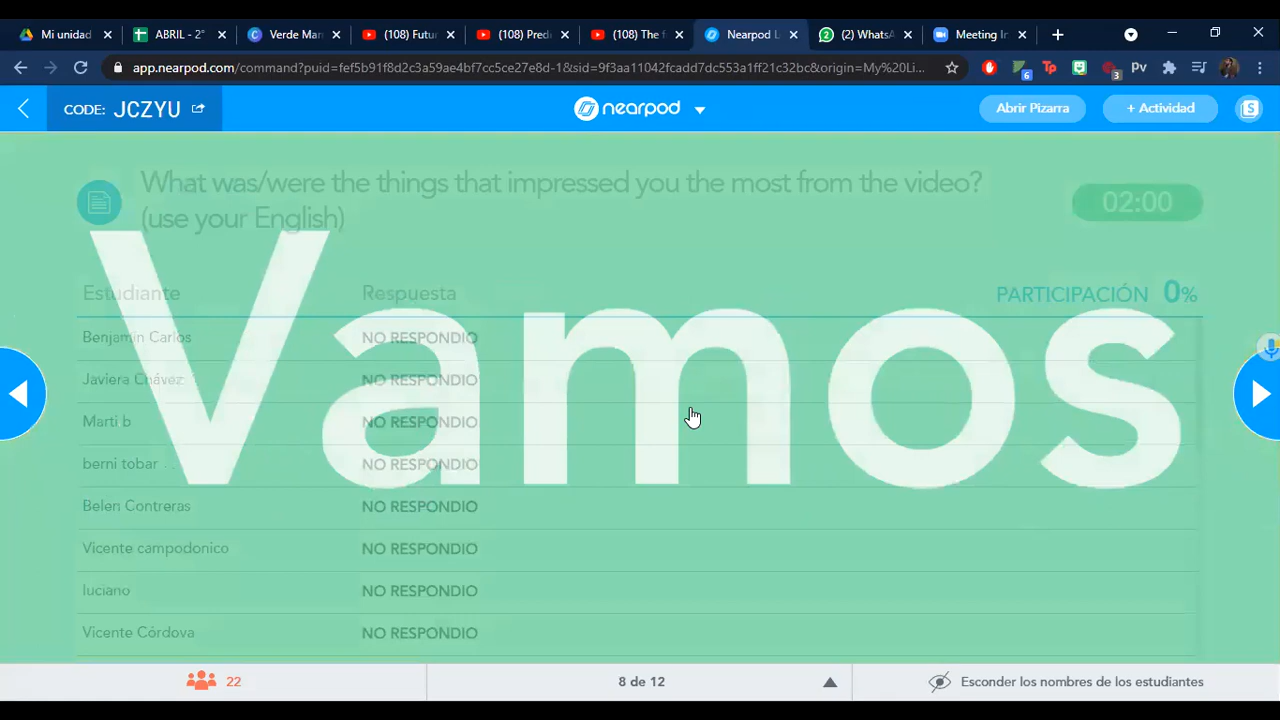 Mi unidad
ABRIL - 2°
Verde Mar
(108) Futu
(108) Predi
(108) The f
Nearpod L
(2) WhatsA
Meeting In
app.nearpod.com/command?puid=fef5b91f8d2c3a59ae4bf7cc5ce27e8d-1&sid=9f3aa11042fcadd7dc553a1ff21c32bc&origin=My%20Li...
6
Tp
3
Pv
CODE: JCZYU
nearpod
Abrir Pizarra
+ Actividad
S
What was/were the things that impressed you the most from the video?
(use your English)
02:00
Vamos
Estudiante Respuesta PARTICIPACIÓN 0%
Benjamin Carlos NO RESPONDIO
Javiera Chávez NO RESPONDIO
Marti b NO RESPONDIO
berni tobar . . NO RESPONDIO
Belen Contreras NO RESPONDIO
Vicente campodonico NO RESPONDIO
luciano NO RESPONDIO
Vicente Córdova NO RESPONDIO
22
8 de 12
Esconder los nombres de los estudiantes